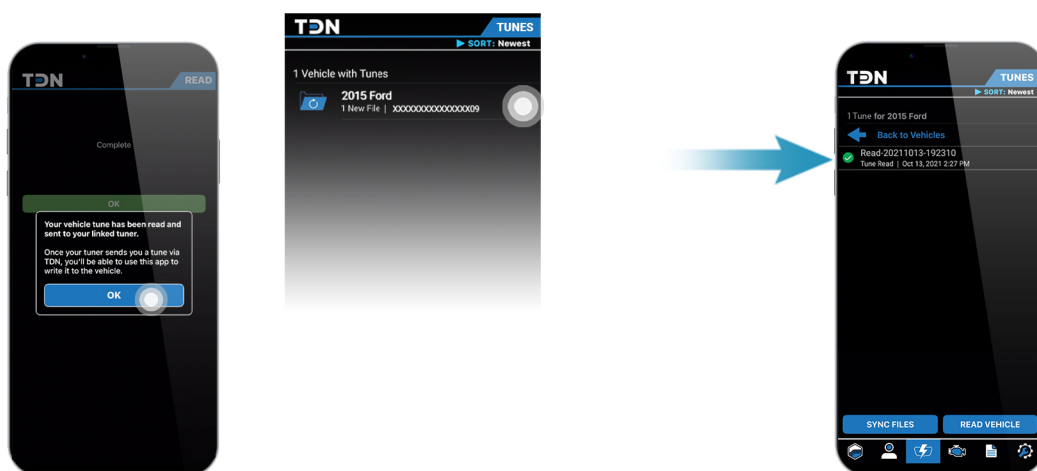 TDN
READ
Complete
OK
Your vehicle tune has been read and
sent to your linked tuner.
Once your tuner sends you a tune via
TDN, you'll be able to use this app to
write it to the vehicle.
OK
TDN
TUNES
SORT: Newest
1 Vehicle with Tunes
2015 Ford
1 New File | XXXXXXXXXXXXXXX09
TDN
TUNES
SORT: Newest
1 Tune for 2015 Ford
Back to Vehicles
Read-20211013-192310
Tune Read | Oct 13, 2021 2:27 PM
SYNC FILES
READ VEHICLE